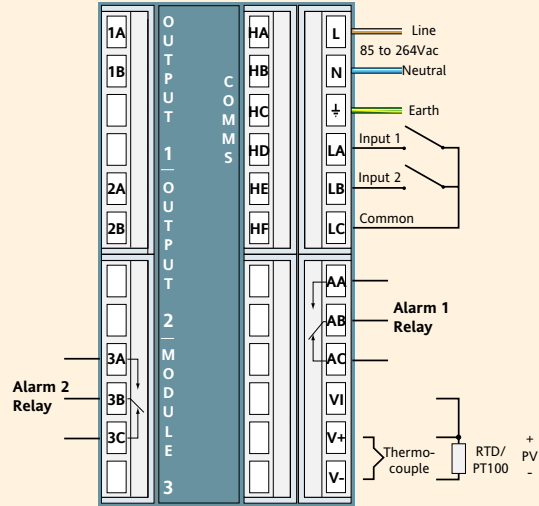 1A
1B
2A
2B
3A
3B
3C
Alarm 2
Relay
OUTPUT 1
OUTPUT 2
MODULE 3
COMMS
HA
HB
HC
HD
HE
HF
L
N
LA
LB
LC
AA
AB
AC
VI
V+
V-
Line
85 to 264Vac
Neutral
Earth
Input 1
Input 2
Common
Alarm 1
Relay
Thermo-
couple
RTD/
PT100
+
PV
-